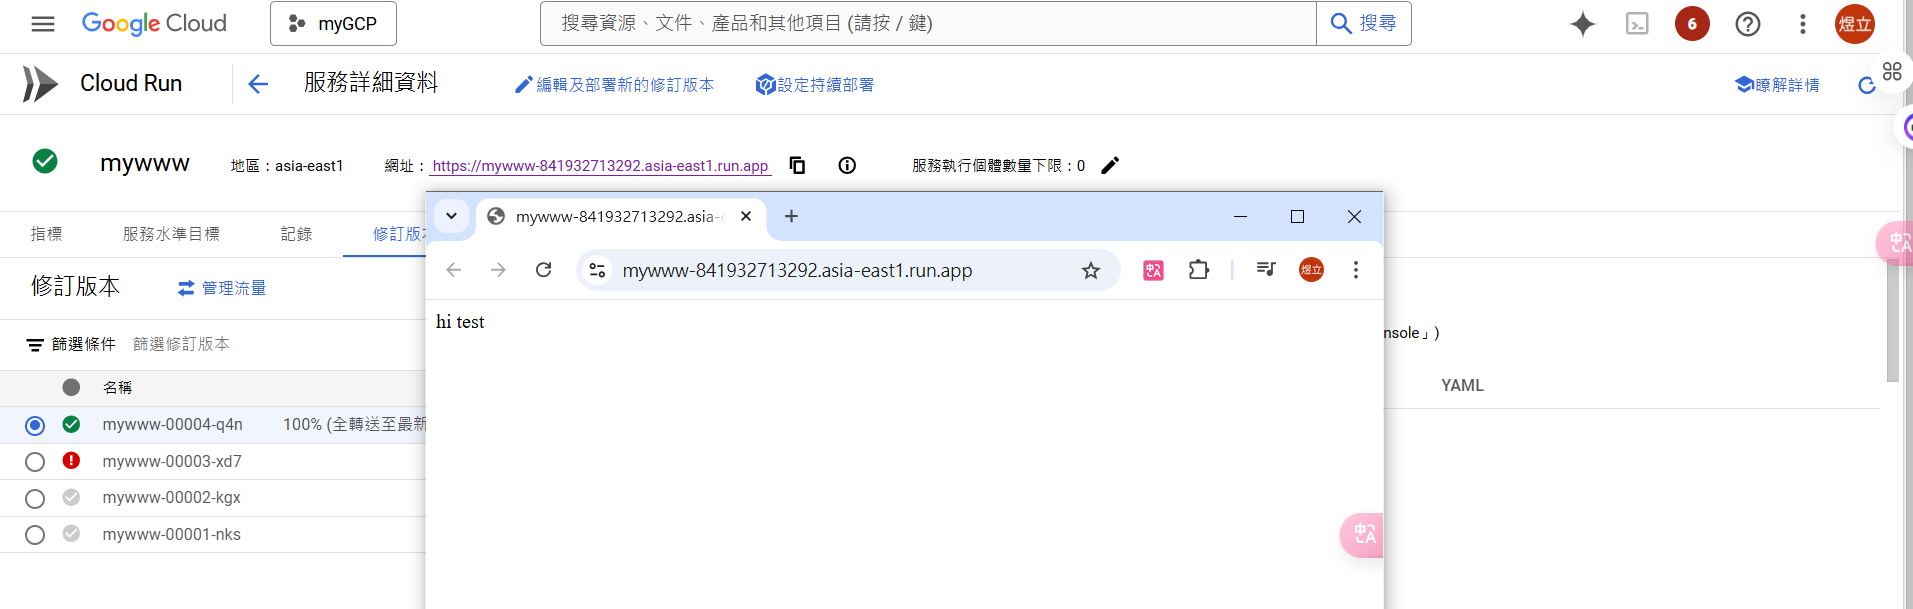 Google Cloud
myGCP
搜尋資源、文件、產品和其他項目 (請按 / 鍵)
搜尋
6
煜立
Cloud Run
服務詳細資料
編輯及部署新的修訂版本
設定持續部署
瞭解詳情
mywww
地區：asia-east1
網址：https://mywww-841932713292.asia-east1.run.app
服務執行個體數量下限：0
指標
服務水準目標
記錄
修訂版
mywww-841932713292.asia-
mywww-841932713292.asia-east1.run.app
中A
煜立
hi test
修訂版本
管理流量
篩選條件
篩選修訂版本
名稱
mywww-00004-q4n
100% (全轉送至最新
mywww-00003-xd7
mywww-00002-kgx
mywww-00001-nks
nsole」)
YAML
中A
中A